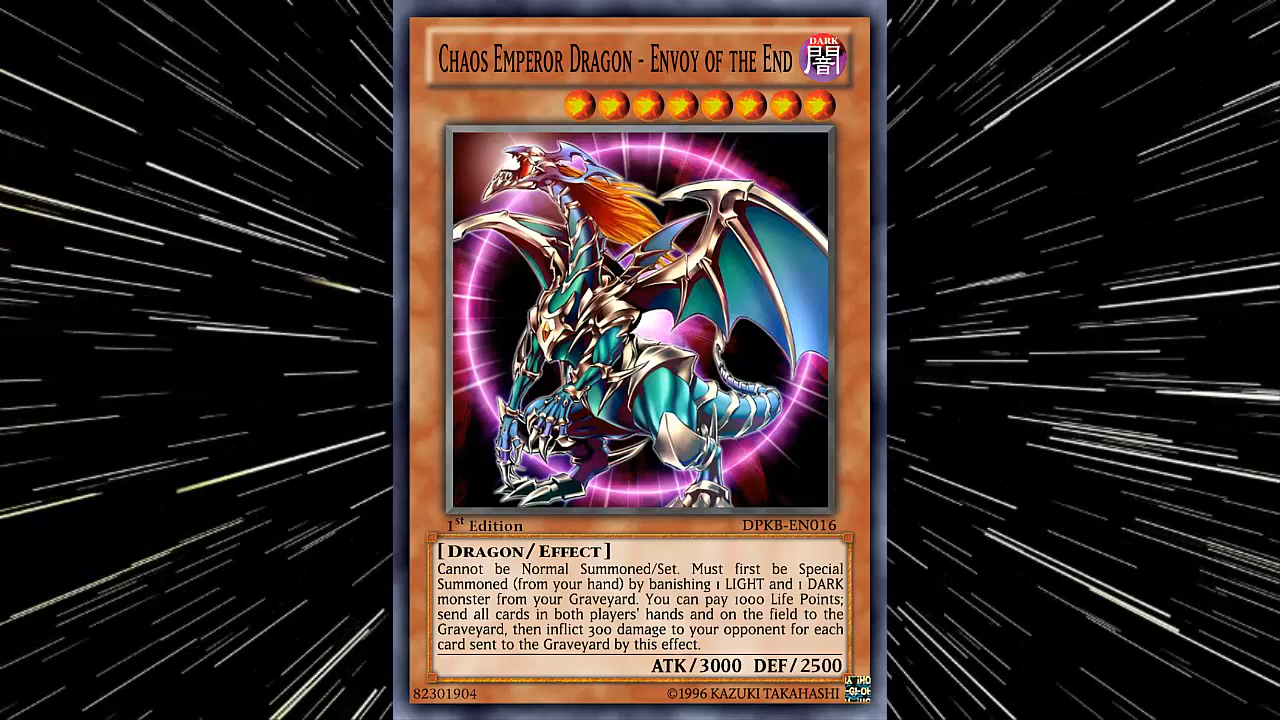 CHAOS EMPEROR DRAGON - ENVOY OF THE END
DARK
闇
1st Edition
DPKB-EN016
[ DRAGON / EFFECT ]
Cannot be Normal Summoned/Set. Must first be Special
Summoned (from your hand) by banishing 1 LIGHT and 1 DARK
monster from your Graveyard. You can pay 1000 Life Points;
send all cards in both players' hands and on the field to the
Graveyard, then inflict 300 damage to your opponent for each
card sent to the Graveyard by this effect.
ATK / 3000 DEF / 2500
82301904
©1996 KAZUKI TAKAHASHI